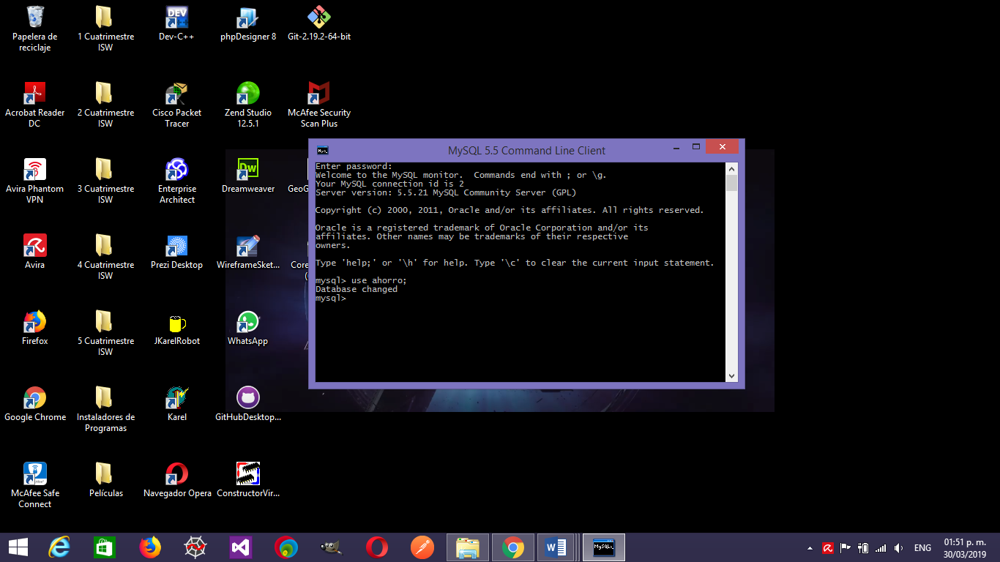 Papelera de
reciclaje
1 Cuatrimestre
ISW
Dev-C++
phpDesigner 8
Git-2.19.2-64-bit
Acrobat Reader
DC
2 Cuatrimestre
ISW
Cisco Packet
Tracer
Zend Studio
12.5.1
McAfee Security
Scan Plus
Avira Phantom
VPN
3 Cuatrimestre
ISW
Enterprise
Architect
Dreamweaver
GeoG
Avira
4 Cuatrimestre
ISW
Prezi Desktop
WireframeSket...
Core
(
Firefox
5 Cuatrimestre
ISW
JKarelRobot
WhatsApp
Google Chrome
Instaladores de
Programas
Karel
GitHubDesktop...
McAfee Safe
Connect
Películas
Navegador Opera
ConstructorVir...
MySQL 5.5 Command Line Client
Enter password:
Welcome to the MySQL monitor.  Commands end with ; or \g.
Your MySQL connection id is 2
Server version: 5.5.21 MySQL Community Server (GPL)
Copyright (c) 2000, 2011, Oracle and/or its affiliates. All rights reserved.
Oracle is a registered trademark of Oracle Corporation and/or its
affiliates. Other names may be trademarks of their respective
owners.
Type 'help;' or '\h' for help. Type '\c' to clear the current input statement.
mysql> use ahorro;
Database changed
mysql>
ENG
01:51 p. m.
30/03/2019